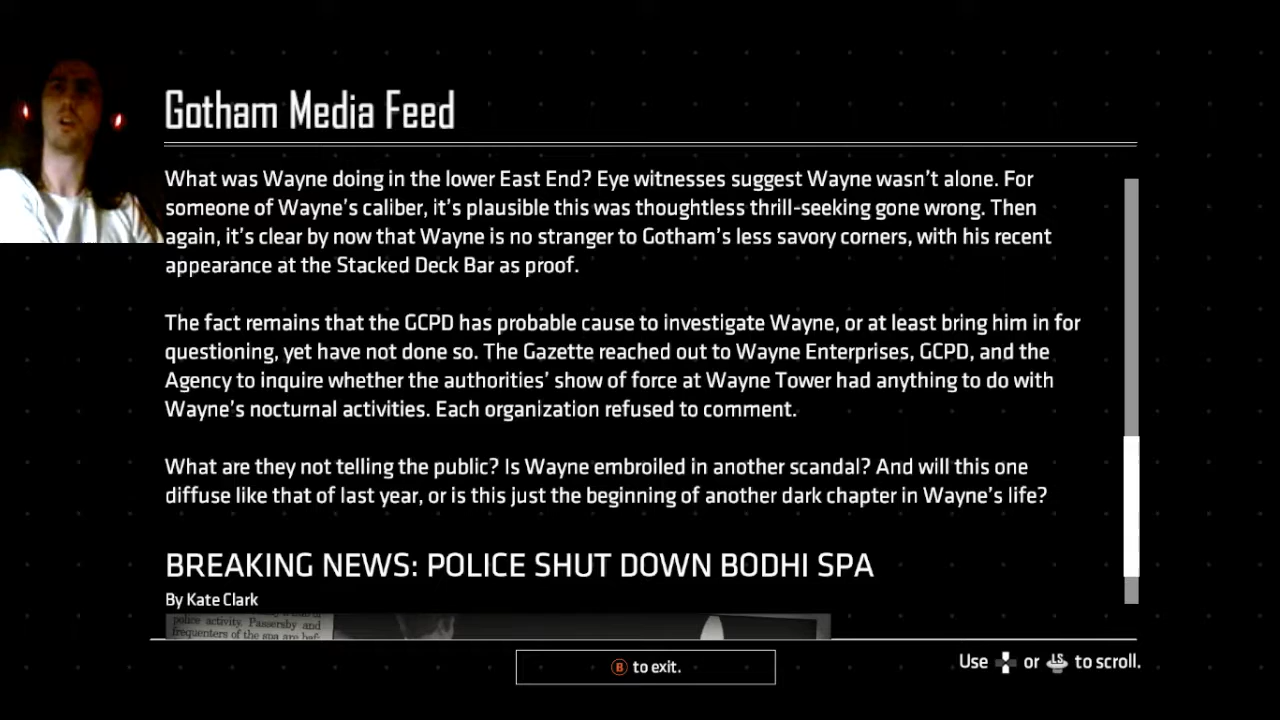 Gotham Media Feed
What was Wayne doing in the lower East End? Eye witnesses suggest Wayne wasn't alone. For
someone of Wayne's caliber, it's plausible this was thoughtless thrill-seeking gone wrong. Then
again, it's clear by now that Wayne is no stranger to Gotham's less savory corners, with his recent
appearance at the Stacked Deck Bar as proof.
The fact remains that the GCPD has probable cause to investigate Wayne, or at least bring him in for
questioning, yet have not done so. The Gazette reached out to Wayne Enterprises, GCPD, and the
Agency to inquire whether the authorities' show of force at Wayne Tower had anything to do with
Wayne's nocturnal activities. Each organization refused to comment.
What are they not telling the public? Is Wayne embroiled in another scandal? And will this one
diffuse like that of last year, or is this just the beginning of another dark chapter in Wayne's life?
BREAKING NEWS: POLICE SHUT DOWN BODHI SPA
By Kate Clark
police activity. Passersby and
frequenters of the spa are
B to exit.
Use or LS to scroll.